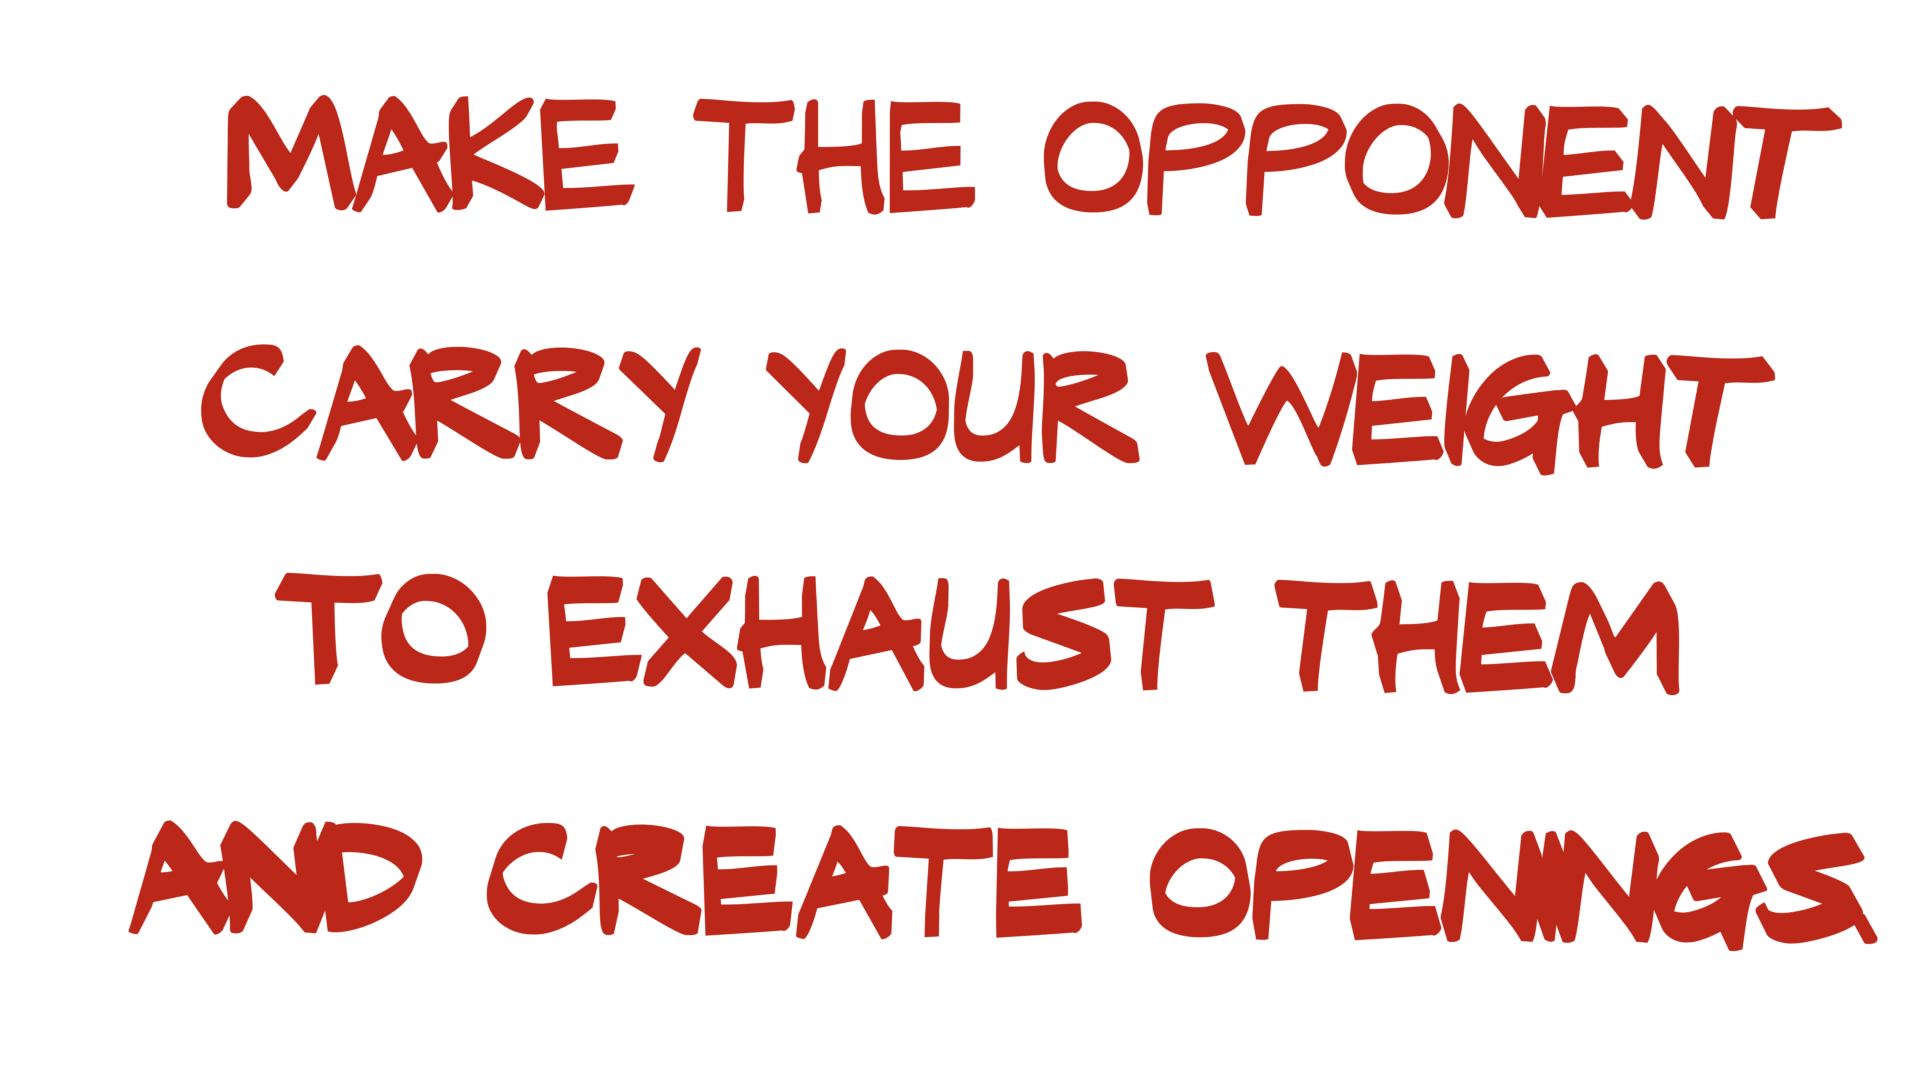 MAKE THE OPPONENT
CARRY YOUR WEIGHT
TO EXHAUST THEM
AND CREATE OPENINGS.